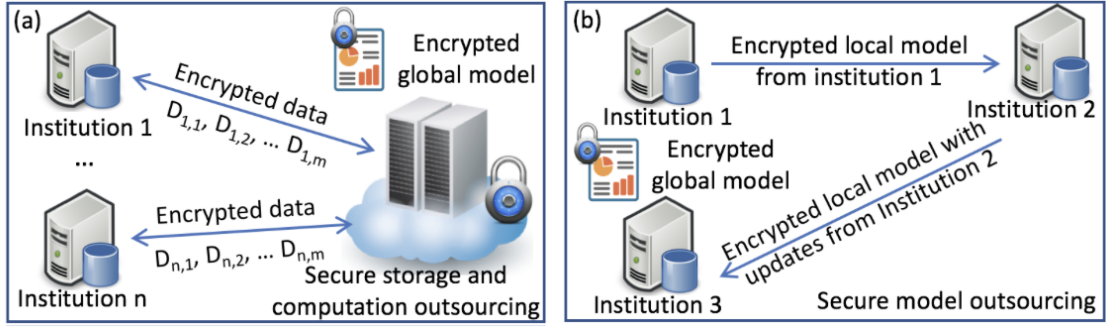 (a)
Encrypted
global model
Encrypted data
D1,1, D1,2, ... D1,m
Institution 1
...
Encrypted data
Dn,1, Dn,2, ... Dn,m
Institution n
Secure storage and
computation outsourcing
(b)
Encrypted local model
from institution 1
Institution 1
Institution 2
Encrypted
global model
Encrypted local model with
updates from Institution 2
Institution 3
Secure model outsourcing